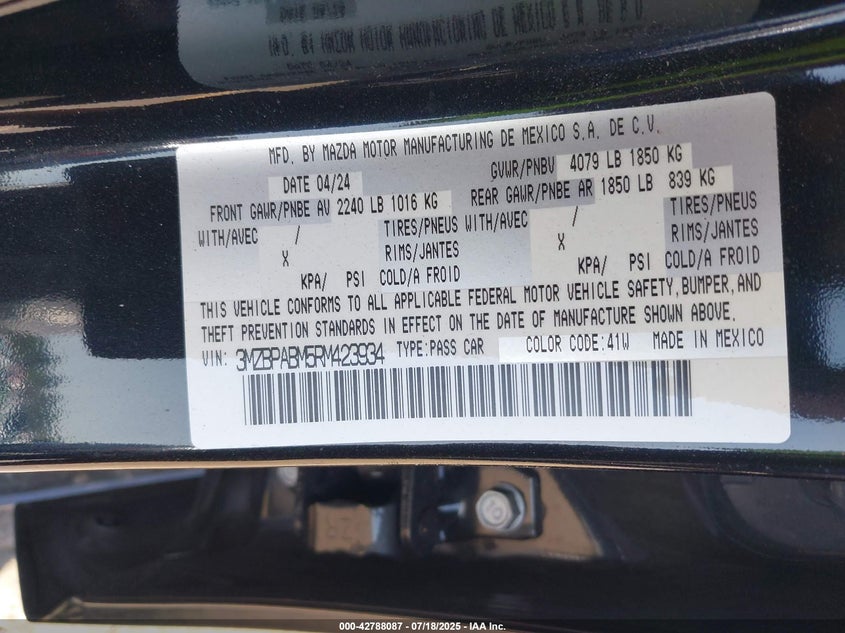 MFD. BY MAZDA MOTOR MANUFACTURING DE MEXICO S.A. DE C.V.
DATE 04/24 GVWR/PNBV 4079 LB 1850 KG
FRONT GAWR/PNBE AV 2240 LB 1016 KG REAR GAWR/PNBE AR 1850 LB 839 KG
WITH/AVEC / TIRES/PNEUS WITH/AVEC / TIRES/PNEUS
X RIMS/JANTES X RIMS/JANTES
KPA/ PSI COLD/A FROID KPA/ PSI COLD/A FROID
THIS VEHICLE CONFORMS TO ALL APPLICABLE FEDERAL MOTOR VEHICLE SAFETY, BUMPER, AND
THEFT PREVENTION STANDARDS IN EFFECT ON THE DATE OF MANUFACTURE SHOWN ABOVE.
VIN: 3MZBPABM5RM423934 TYPE:PASS CAR COLOR CODE:41W MADE IN MEXICO
000-42788087 - 07/18/2025 - IAA Inc.